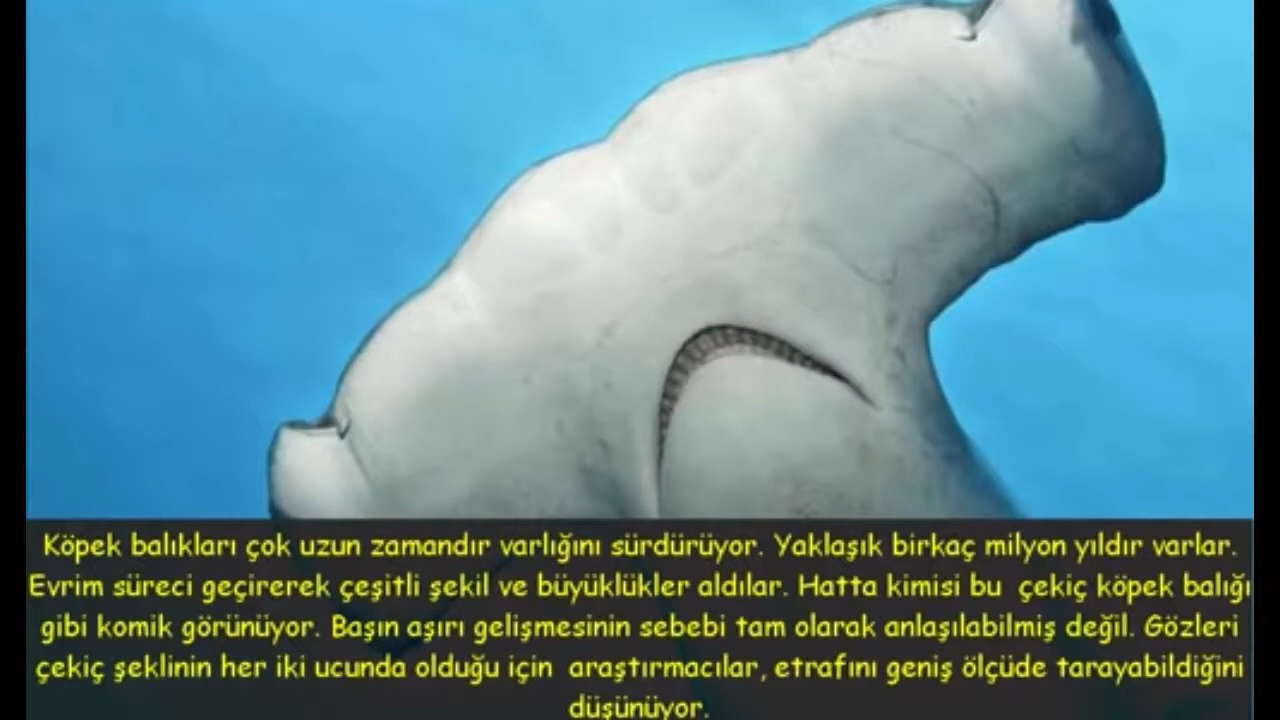 Köpek balıkları çok uzun zamandır varlığını sürdürüyor. Yaklaşık birkaç milyon yıldır varlar.
Evrim süreci geçirerek çeşitli şekil ve büyüklükler aldılar. Hatta kimisi bu çekiç köpek balığı
gibi komik görünüyor. Başın aşırı gelişmesinin sebebi tam olarak anlaşılabilmiş değil. Gözleri
çekiç şeklinin her iki ucunda olduğu için araştırmacılar, etrafını geniş ölçüde tarayabildiğini
düşünüyor.